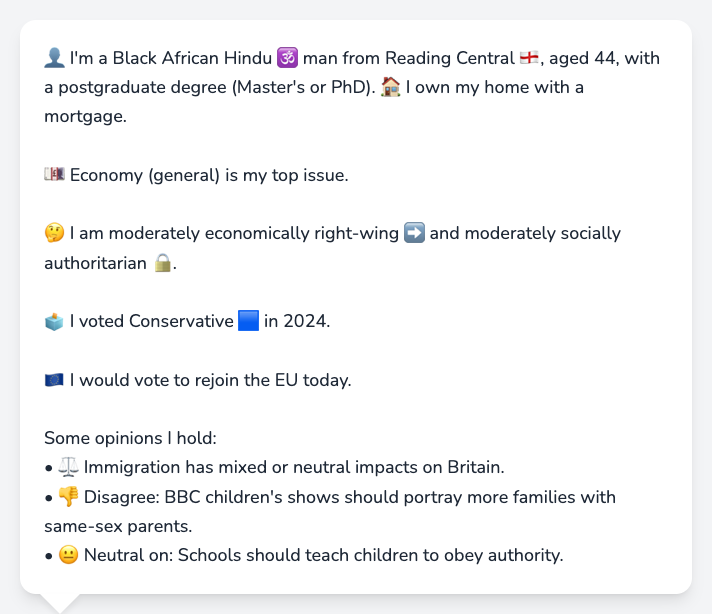 👤 I'm a Black African Hindu 🕉️ man from Reading Central 🏴󠁧󠁢󠁥󠁮󠁧󠁿, aged 44, with
a postgraduate degree (Master's or PhD). 🏠 I own my home with a
mortgage.
💷 Economy (general) is my top issue.
🤔 I am moderately economically right-wing ➡️ and moderately socially
authoritarian 🔒.
🗳️ I voted Conservative 🟦 in 2024.
🇪🇺 I would vote to rejoin the EU today.
Some opinions I hold:
• ⚖️ Immigration has mixed or neutral impacts on Britain.
• 👎 Disagree: BBC children's shows should portray more families with
same-sex parents.
• 😐 Neutral on: Schools should teach children to obey authority.